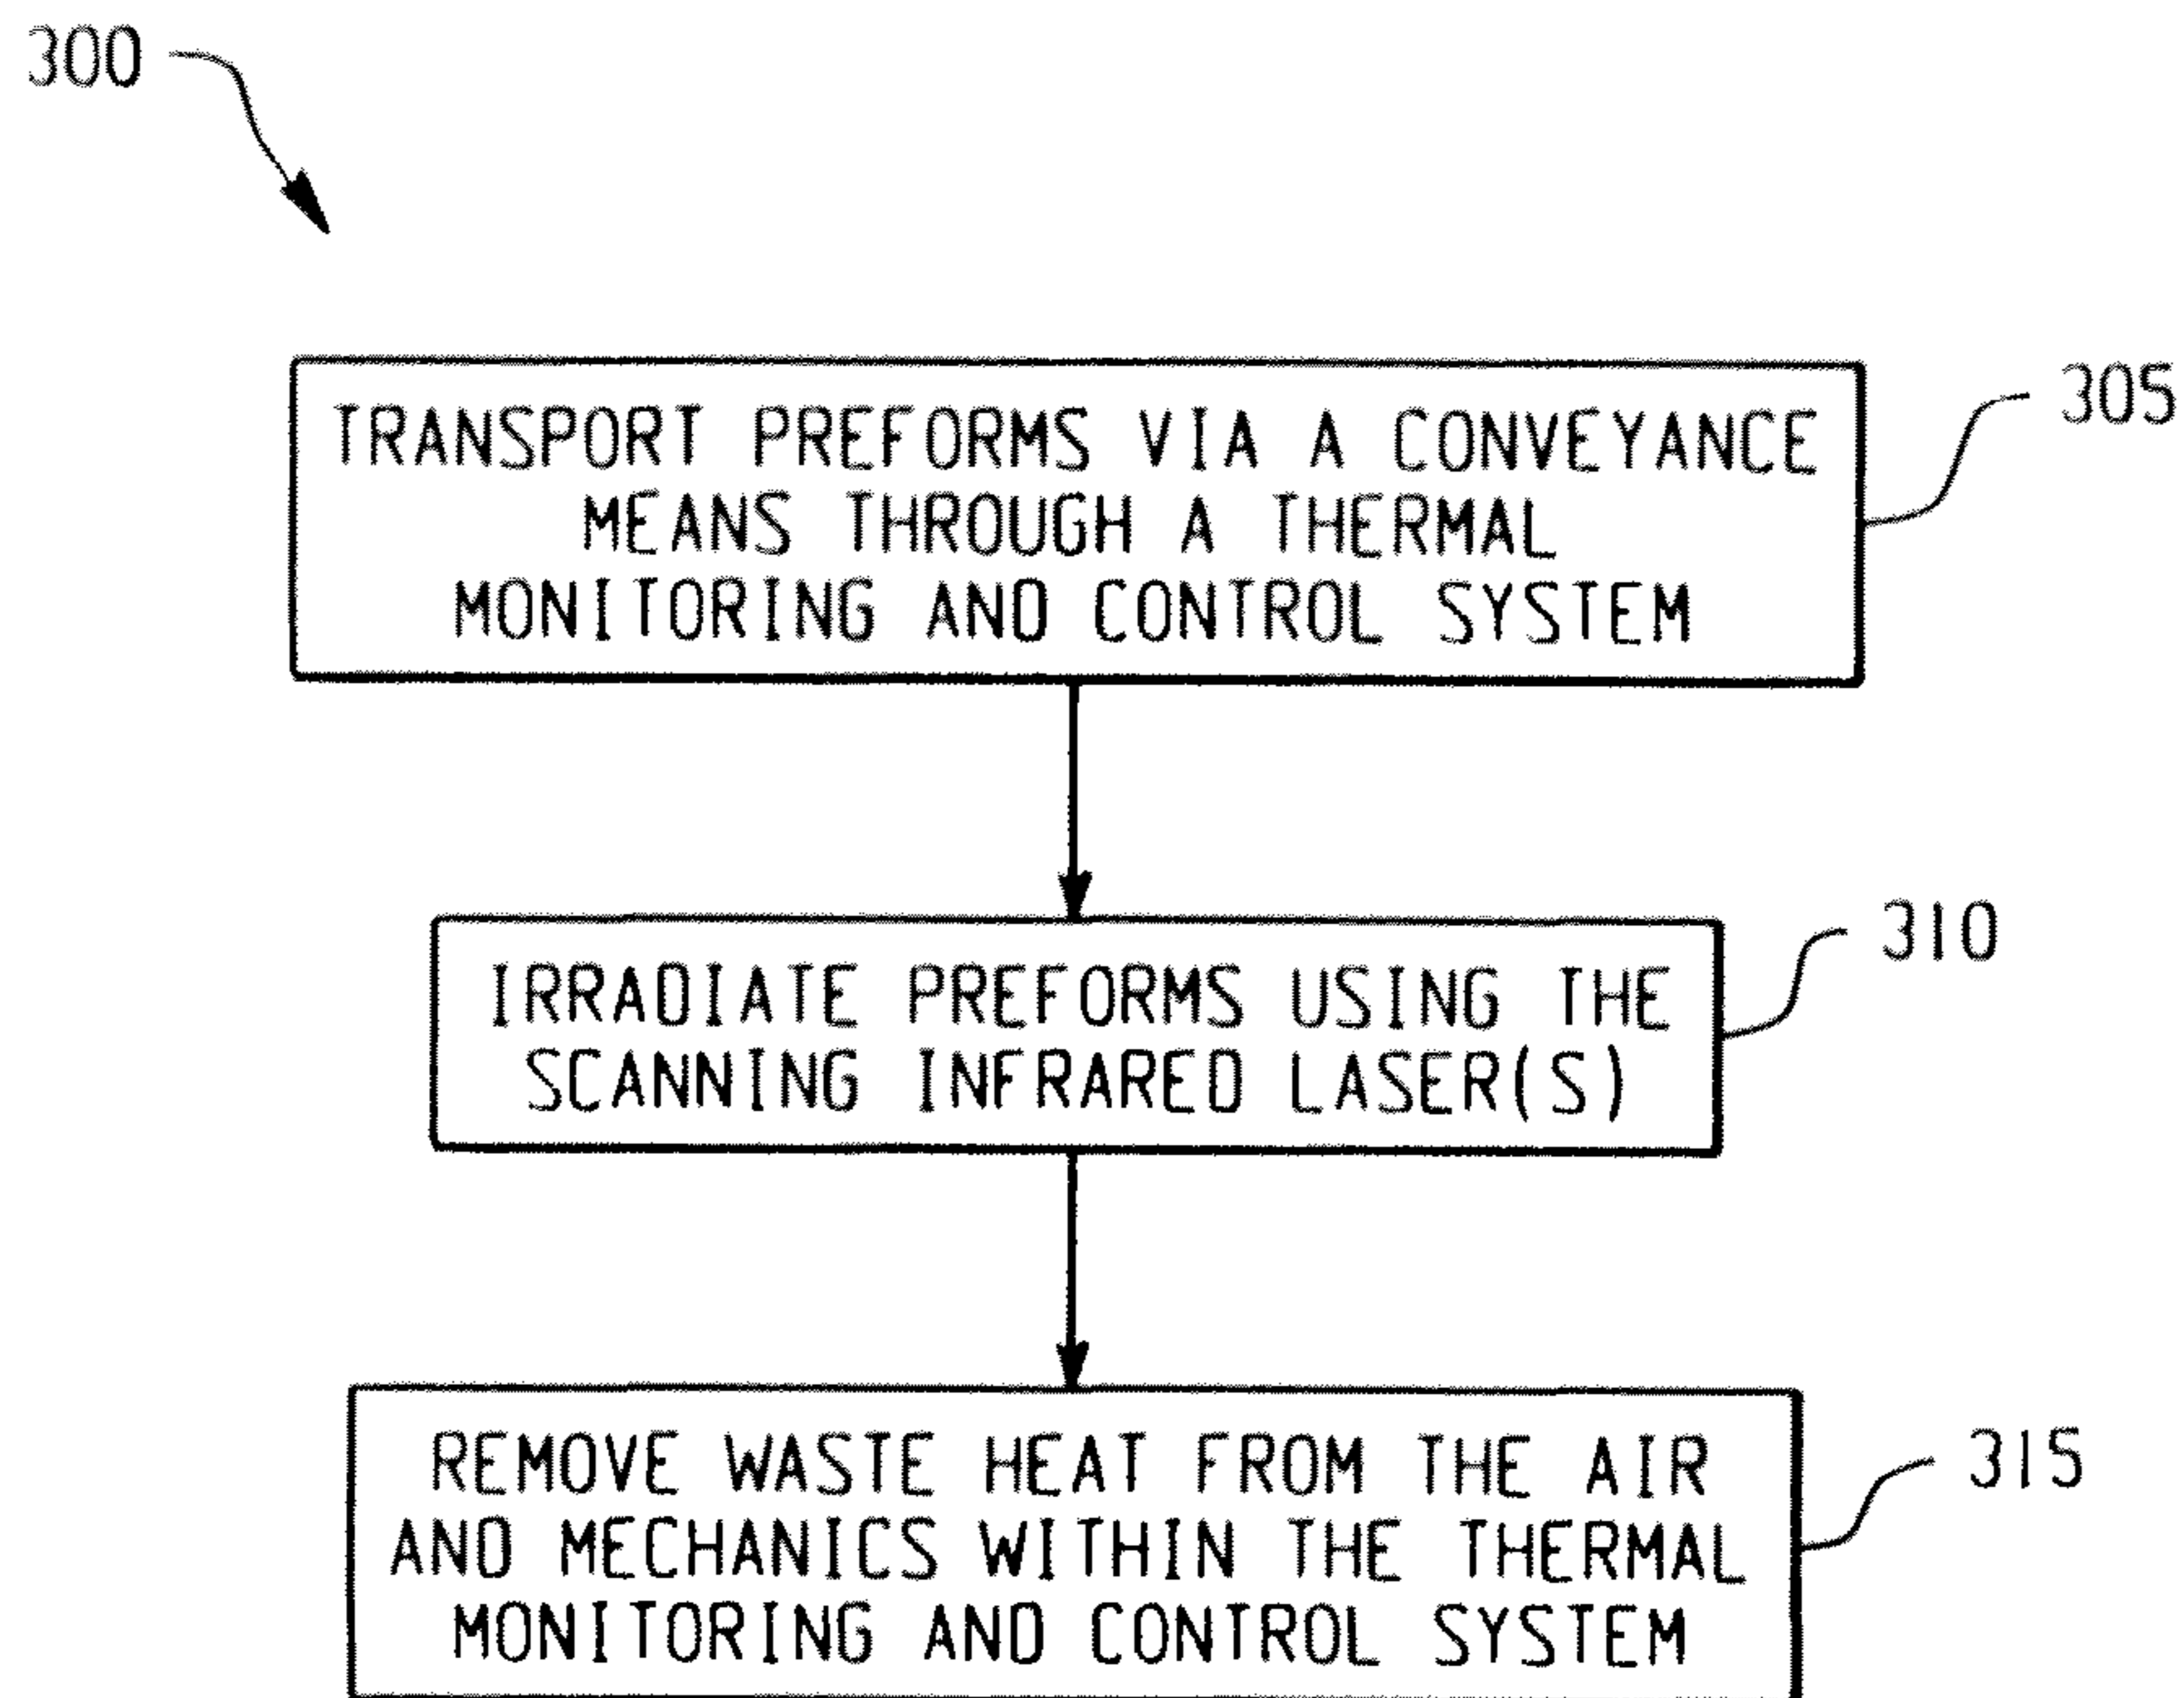 300
305
TRANSPORT PREFORMS VIA A CONVEYANCE
MEANS THROUGH A THERMAL
MONITORING AND CONTROL SYSTEM
310
IRRADIATE PREFORMS USING THE
SCANNING INFRARED LASER(S)
315
REMOVE WASTE HEAT FROM THE AIR
AND MECHANICS WITHIN THE THERMAL
MONITORING AND CONTROL SYSTEM